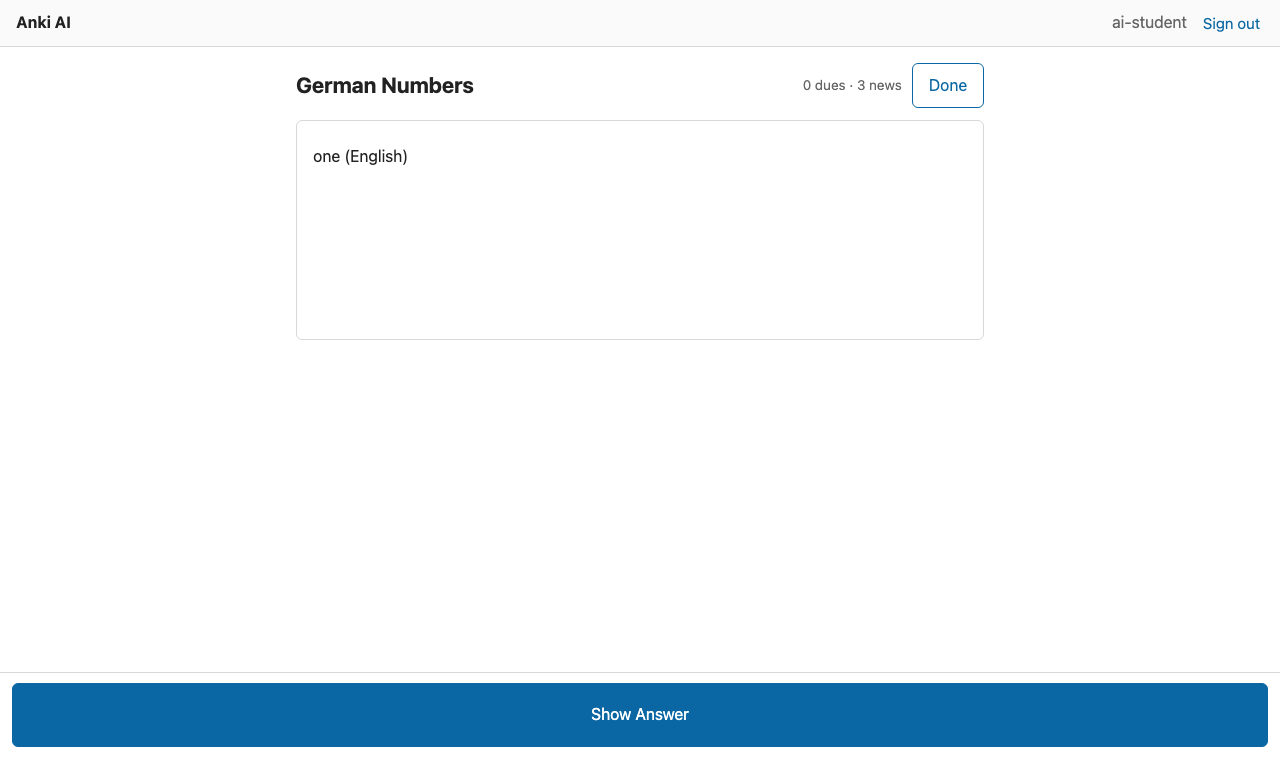 Anki AI
ai-student
Sign out
German Numbers
0 dues · 3 news
Done
one (English)
Show Answer